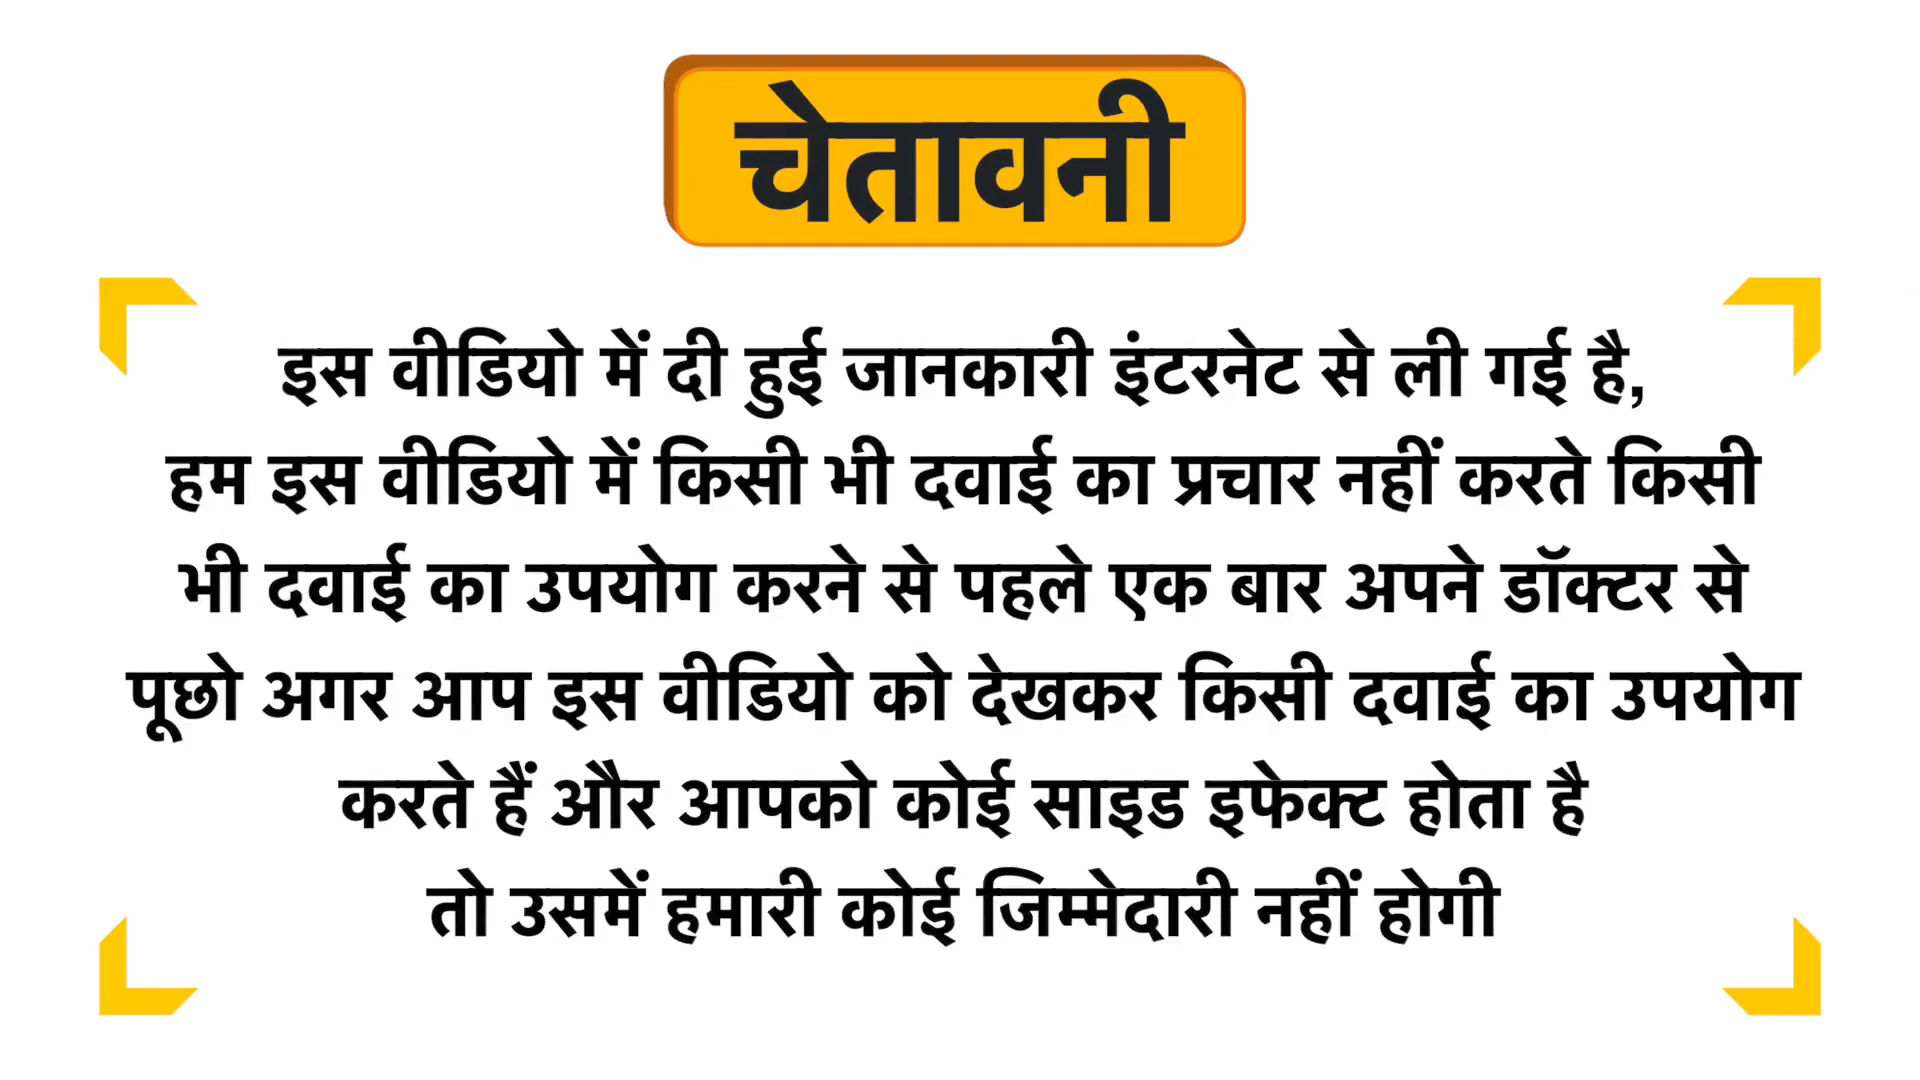 चेतावनी
इस वीडियो में दी हुई जानकारी इंटरनेट से ली गई है,
हम इस वीडियो में किसी भी दवाई का प्रचार नहीं करते किसी
भी दवाई का उपयोग करने से पहले एक बार अपने डॉक्टर से
पूछो अगर आप इस वीडियो को देखकर किसी दवाई का उपयोग
करते हैं और आपको कोई साइड इफेक्ट होता है
तो उसमें हमारी कोई जिम्मेदारी नहीं होगी